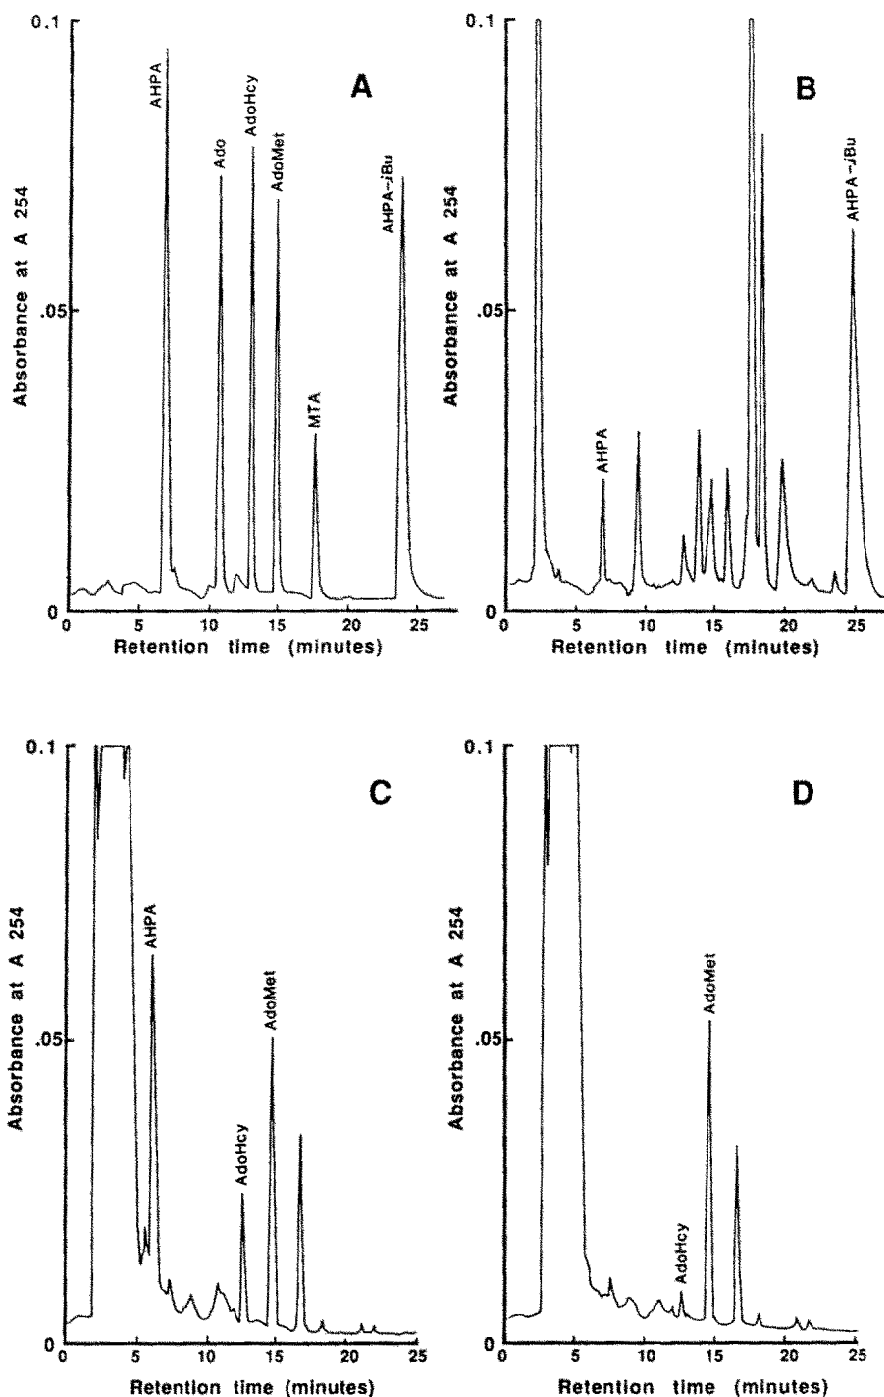 A
0.1
.05
0
Absorbance at A 254
AHPA
Ado
AdoHcy
AdoMet
MTA
AHPA-iBu
0 5 10 15 20 25
Retention time (minutes)
B
0.1
.05
0
Absorbance at A 254
AHPA
AHPA-iBu
0 5 10 15 20 25
Retention time (minutes)
C
0.1
.05
0
Absorbance at A 254
AHPA
AdoHcy
AdoMet
0 5 10 15 20 25
Retention time (minutes)
D
0.1
.05
0
Absorbance at A 254
AdoHcy
AdoMet
0 5 10 15 20 25
Retention time (minutes)